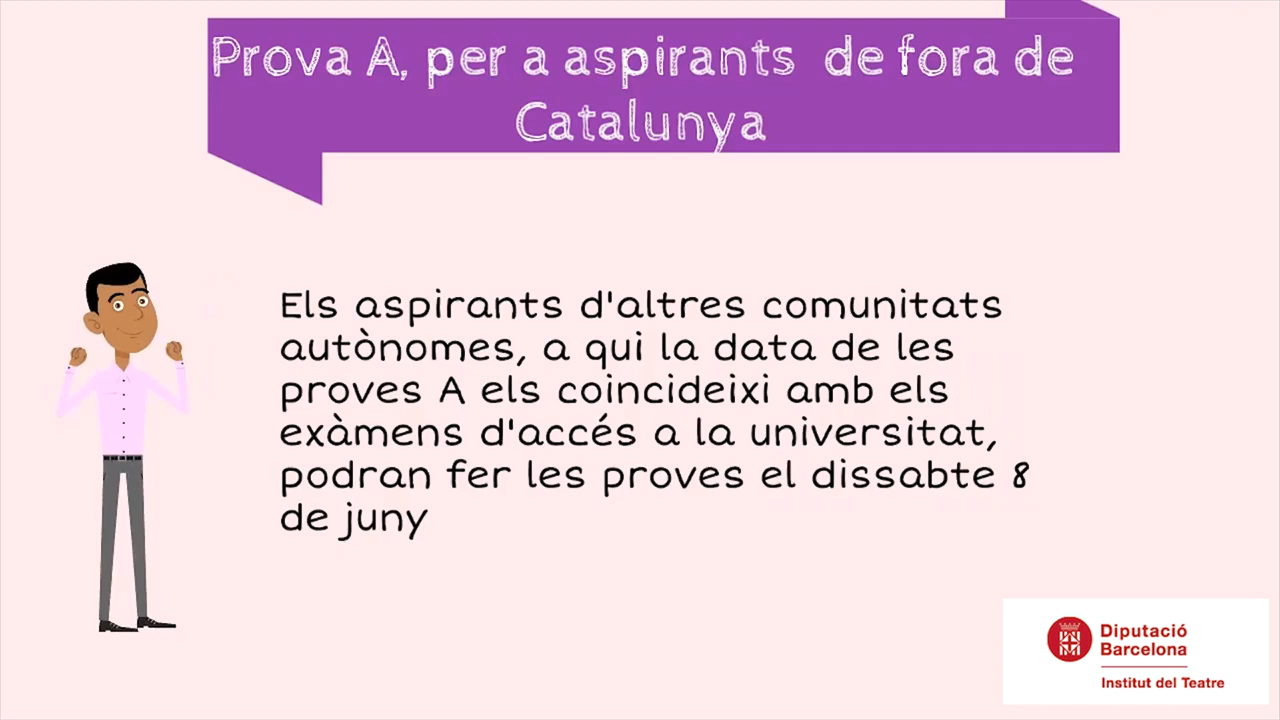 Prova A, per a aspirants de fora de
Catalunya
Els aspirants d'altres comunitats
autònomes, a qui la data de les
proves A els coincideixi amb els
exàmens d'accés a la universitat,
podran fer les proves el dissabte 8
de juny
Diputació
Barcelona
Institut del Teatre